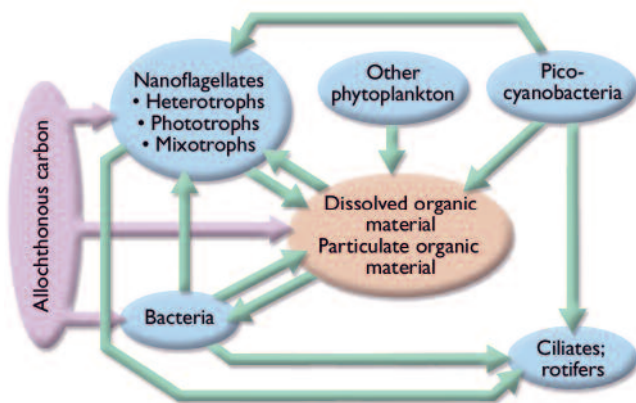 Nanoflagellates
• Heterotrophs
• Phototrophs
• Mixotrophs
Other
phytoplankton
Pico-
cyanobacteria
Allochthonous carbon
Dissolved organic
material
Particulate organic
material
Bacteria
Ciliates;
rotifers